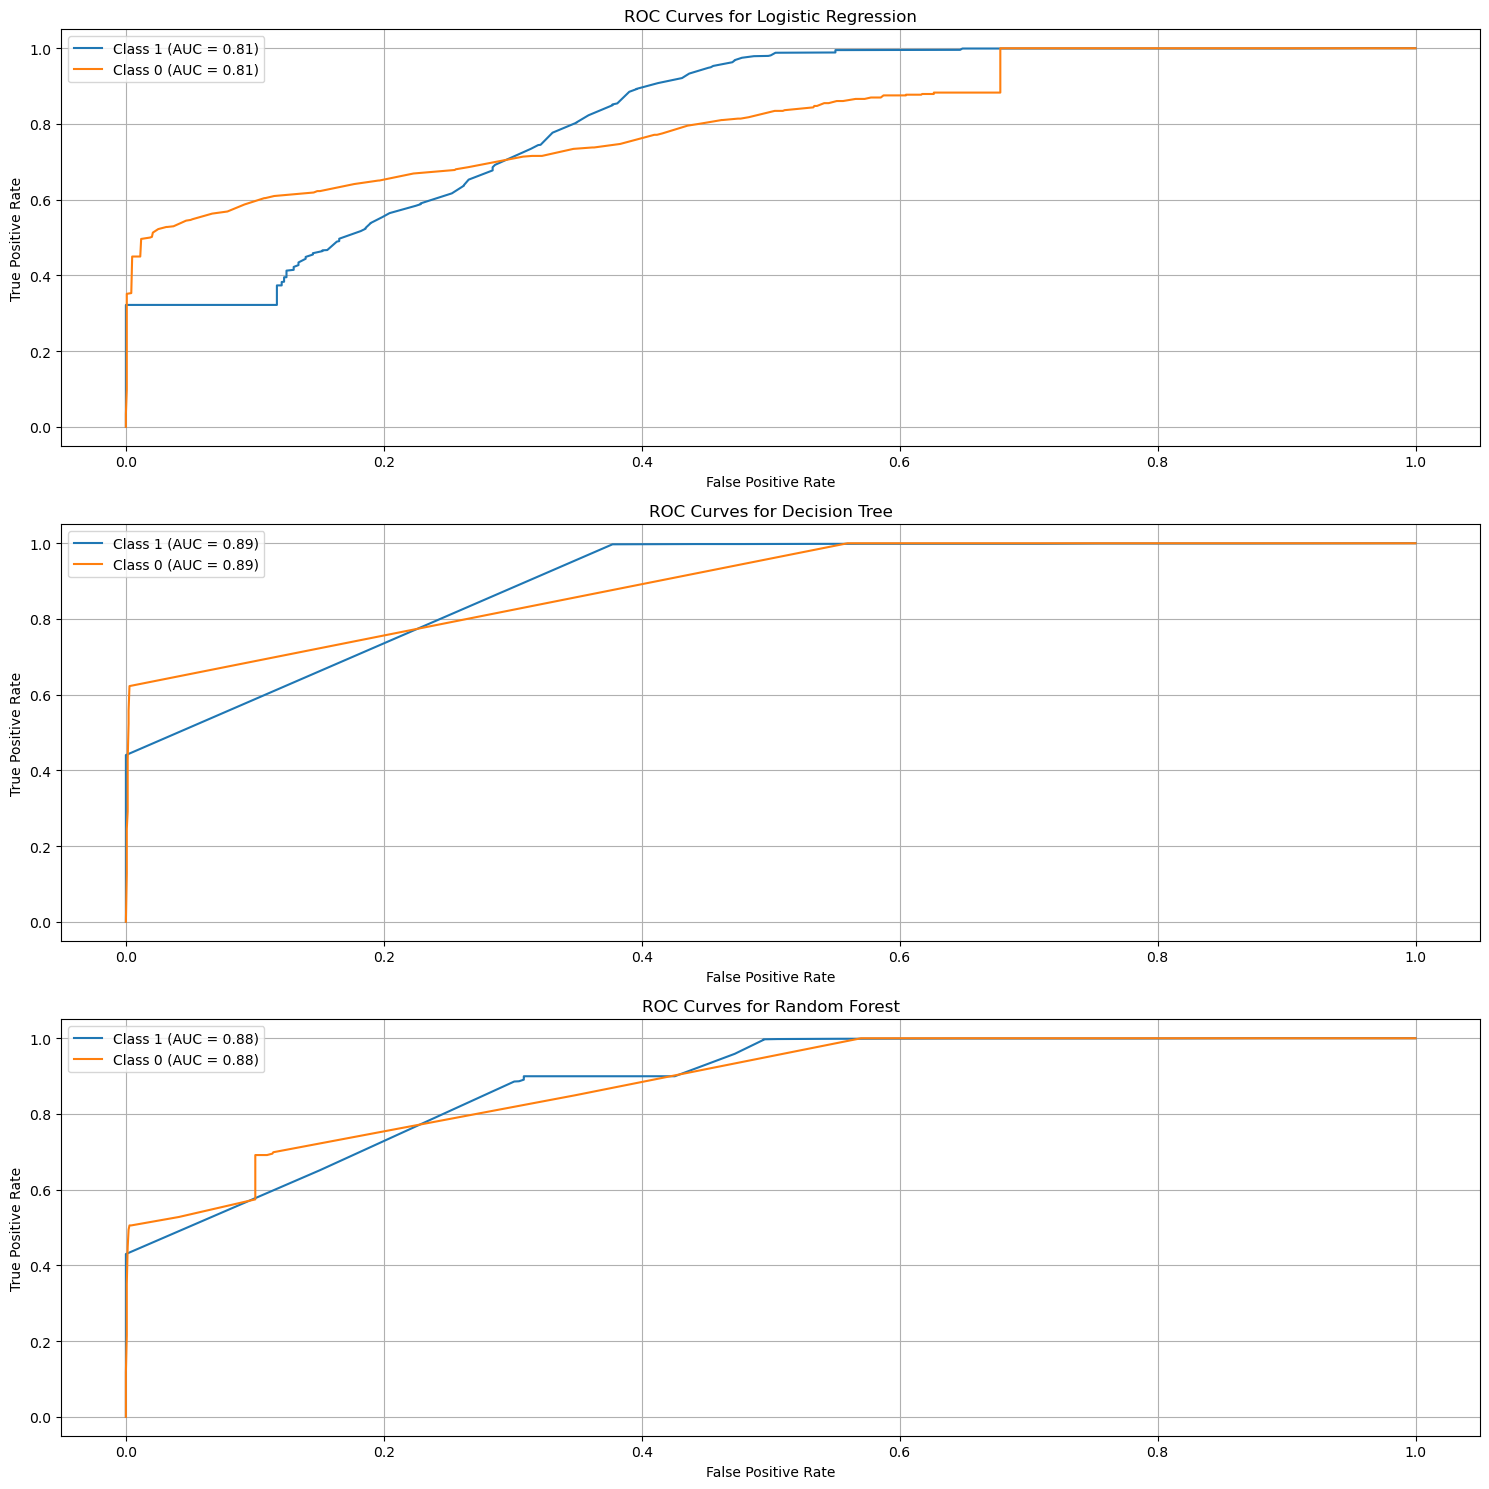 ROC Curves for Logistic Regression
Class 1 (AUC = 0.81)
Class 0 (AUC = 0.81)
True Positive Rate
1.0
0.8
0.6
0.4
0.2
0.0
0.0 0.2 0.4 0.6 0.8 1.0
False Positive Rate
ROC Curves for Decision Tree
Class 1 (AUC = 0.89)
Class 0 (AUC = 0.89)
True Positive Rate
1.0
0.8
0.6
0.4
0.2
0.0
0.0 0.2 0.4 0.6 0.8 1.0
False Positive Rate
ROC Curves for Random Forest
Class 1 (AUC = 0.88)
Class 0 (AUC = 0.88)
True Positive Rate
1.0
0.8
0.6
0.4
0.2
0.0
0.0 0.2 0.4 0.6 0.8 1.0
False Positive Rate